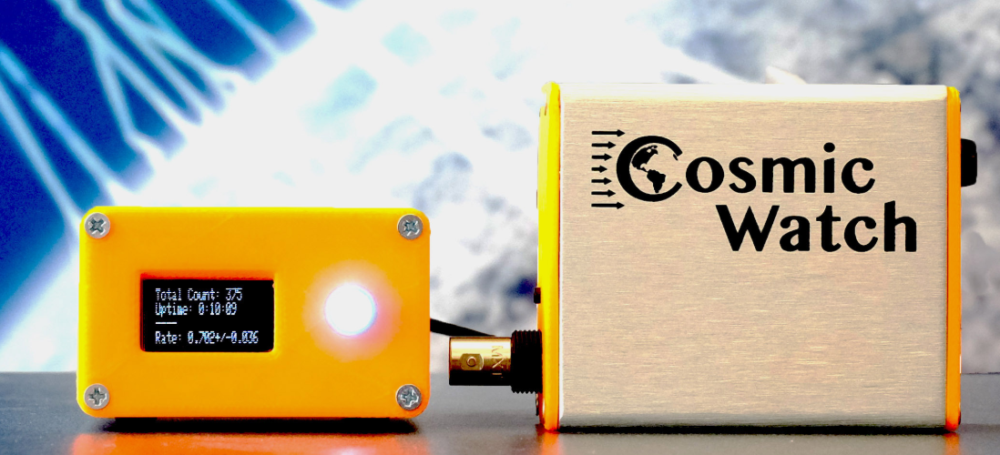 Total Count: 375
Uptime: 0:10:09
----
Rate: 0.702+/-0.036
Cosmic
Watch